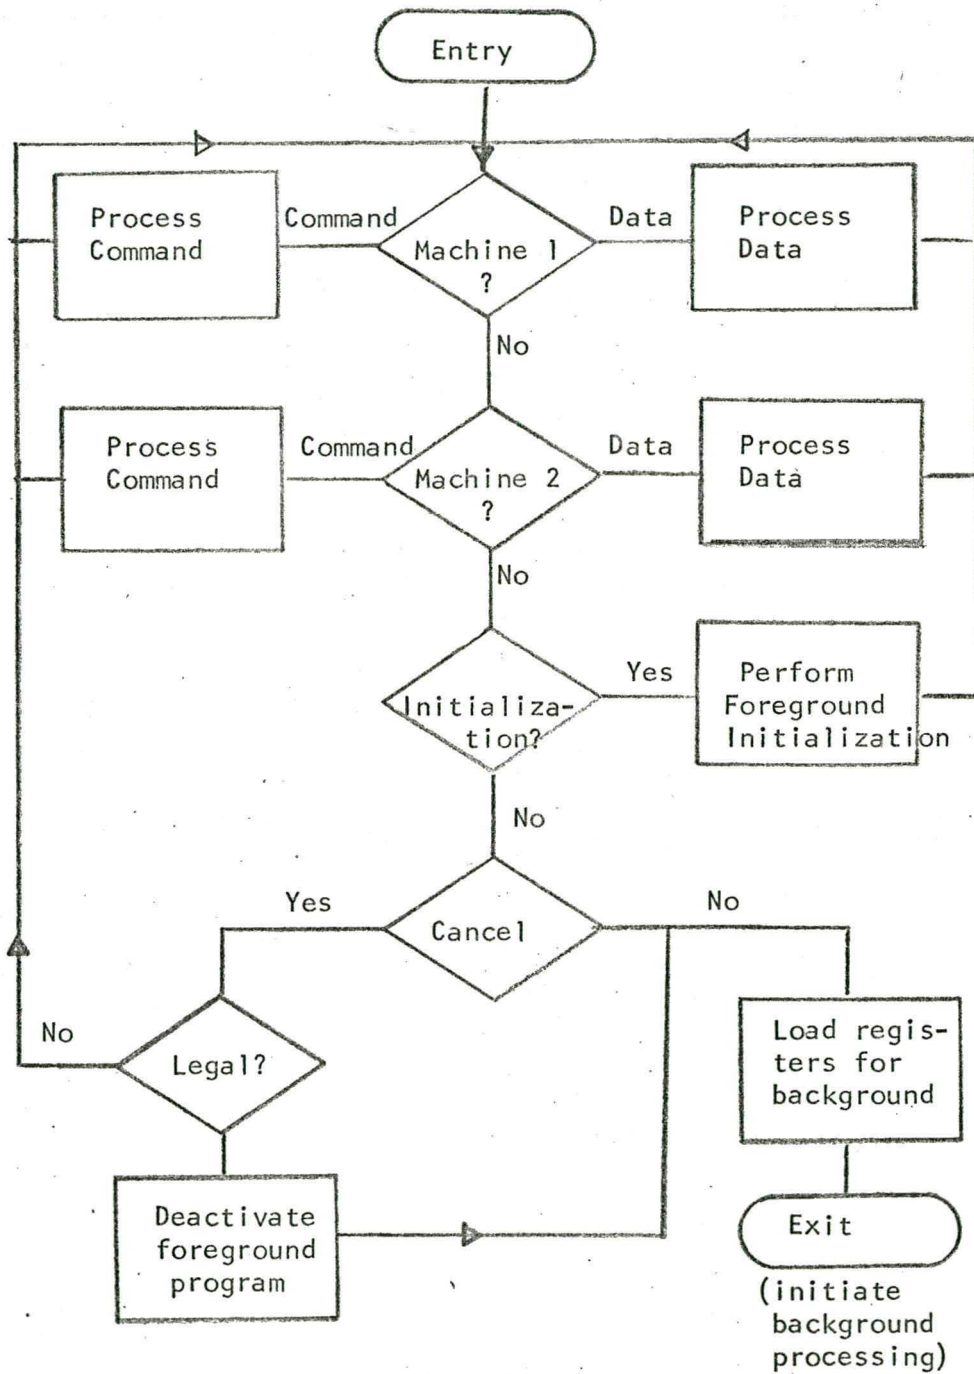 Entry
Process
Command
Command
Machine 1
?
Data
Process
Data
No
Process
Command
Command
Machine 2
?
Data
Process
Data
No
Initializa-
tion?
Yes
Perform
Foreground
Initialization
No
Yes
Cancel
No
No
Legal?
Load regis-
ters for
background
Deactivate
foreground
program
Exit
(initiate
background
processing)